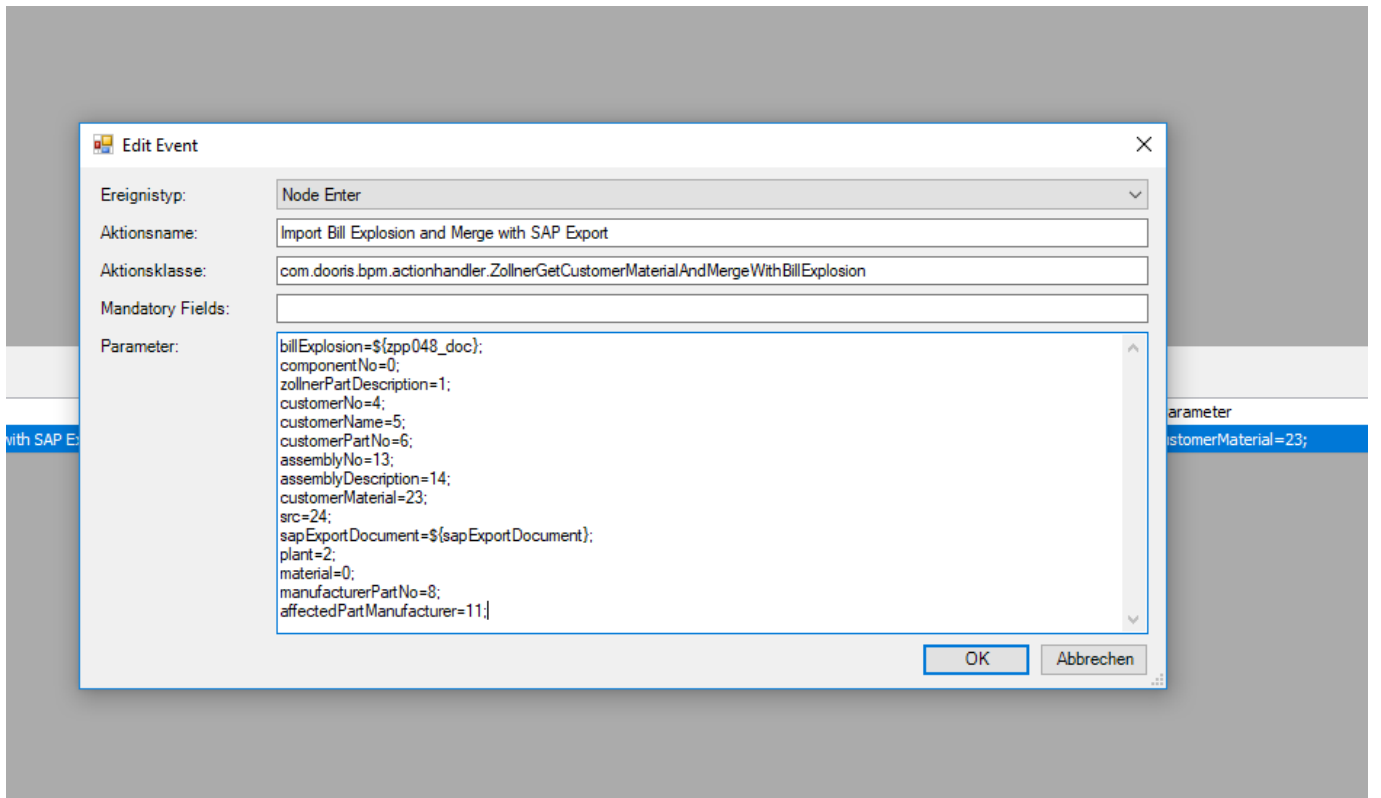 Edit Event
Ereignistyp:
Node Enter
Aktionsname:
Import Bill Explosion and Merge with SAP Export
Aktionsklasse:
com.dooris.bpm.actionhandler.ZollnerGetCustomerMaterialAndMergeWithBillExplosion
Mandatory Fields:
Parameter:
billExplosion=${zpp048_doc};
componentNo=0;
zollnerPartDescription=1;
customerNo=4;
customerName=5;
customerPartNo=6;
assemblyNo=13;
assemblyDescription=14;
customerMaterial=23;
src=24;
sapExportDocument=${sapExportDocument};
plant=2;
material=0;
manufacturerPartNo=8;
affectedPartManufacturer=11;
arameter
with SAP Ex
stomerMaterial=23;
OK
Abbrechen